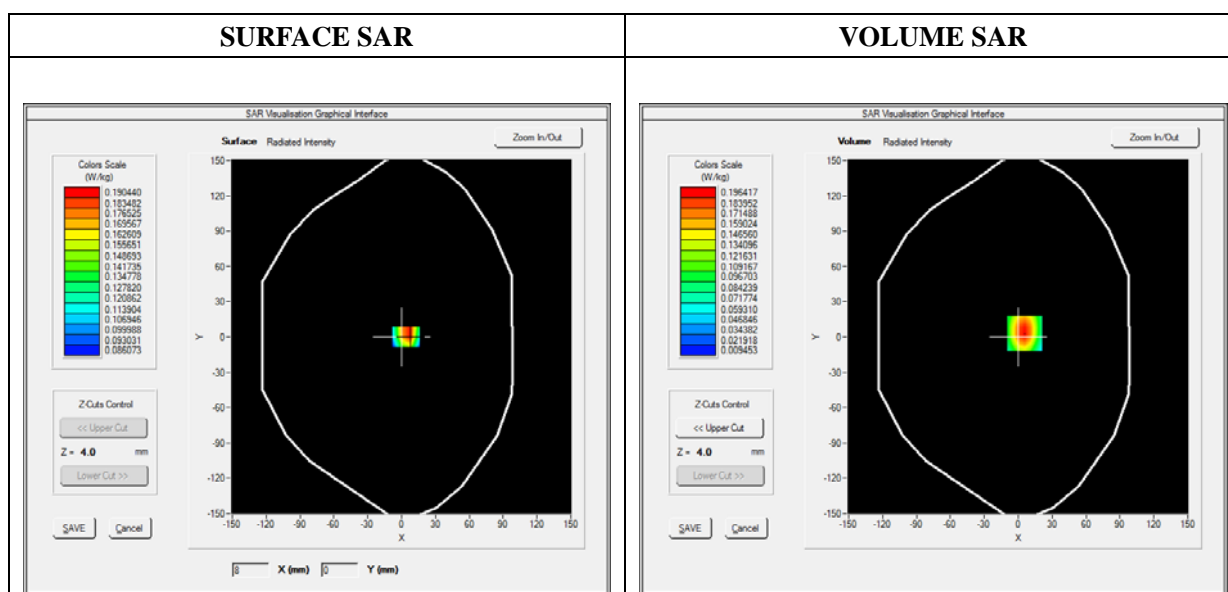 SURFACE SAR
VOLUME SAR
SAR Visualisation Graphical Interface
Surface Radiated Intensity
Zoom In/Out
Colors Scale
(W/kg)
0.190440
0.183482
0.176525
0.169567
0.162609
0.155651
0.148693
0.141735
0.134778
0.127820
0.120862
0.113904
0.106946
0.099988
0.093031
0.086073
Z-Cuts Control
<< Upper Cut
Z = 4.0 mm
Lower Cut >>
SAVE Cancel
150
120
90
60
30
0
-30
-60
-90
-120
-150
Y
-150 -120 -90 -60 -30 0 30 60 90 120 150
X
8 X (mm) 0 Y (mm)
SAR Visualisation Graphical Interface
Volume Radiated Intensity
Zoom In/Out
Colors Scale
(W/kg)
0.196417
0.183952
0.171488
0.159024
0.146560
0.134096
0.121631
0.109167
0.096703
0.084239
0.071774
0.059310
0.046846
0.034382
0.021918
0.009453
Z-Cuts Control
<< Upper Cut
Z = 4.0 mm
Lower Cut >>
SAVE Cancel
150
120
90
60
30
0
-30
-60
-90
-120
-150
Y
-150 -120 -90 -60 -30 0 30 60 90 120 150
X